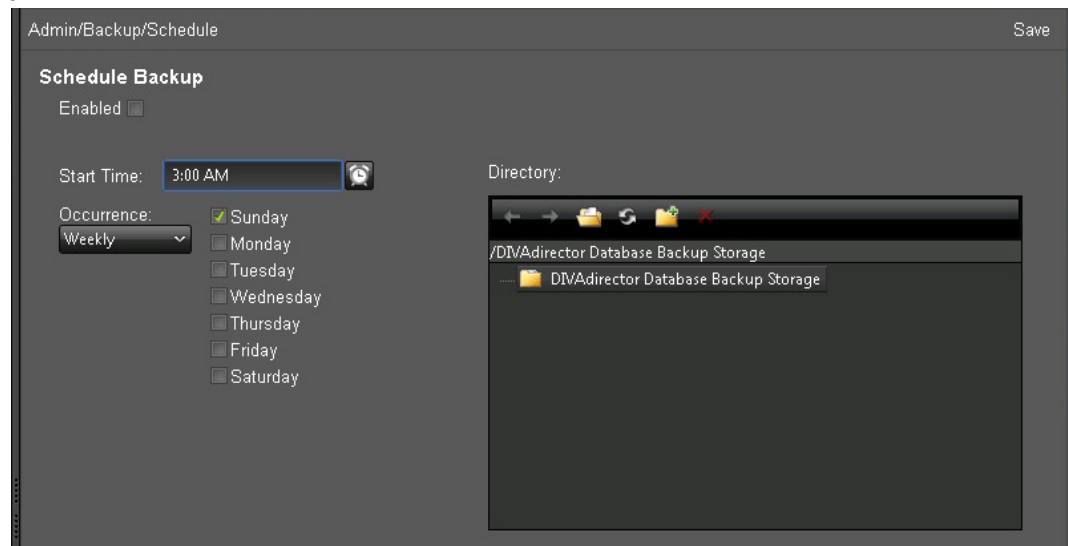 Admin/Backup/Schedule Save
Schedule Backup
Enabled
Start Time: 3:00 AM
Directory:
Occurrence:
Weekly
Sunday
Monday
Tuesday
Wednesday
Thursday
Friday
Saturday
/DIVAdirector Database Backup Storage
DIVAdirector Database Backup Storage